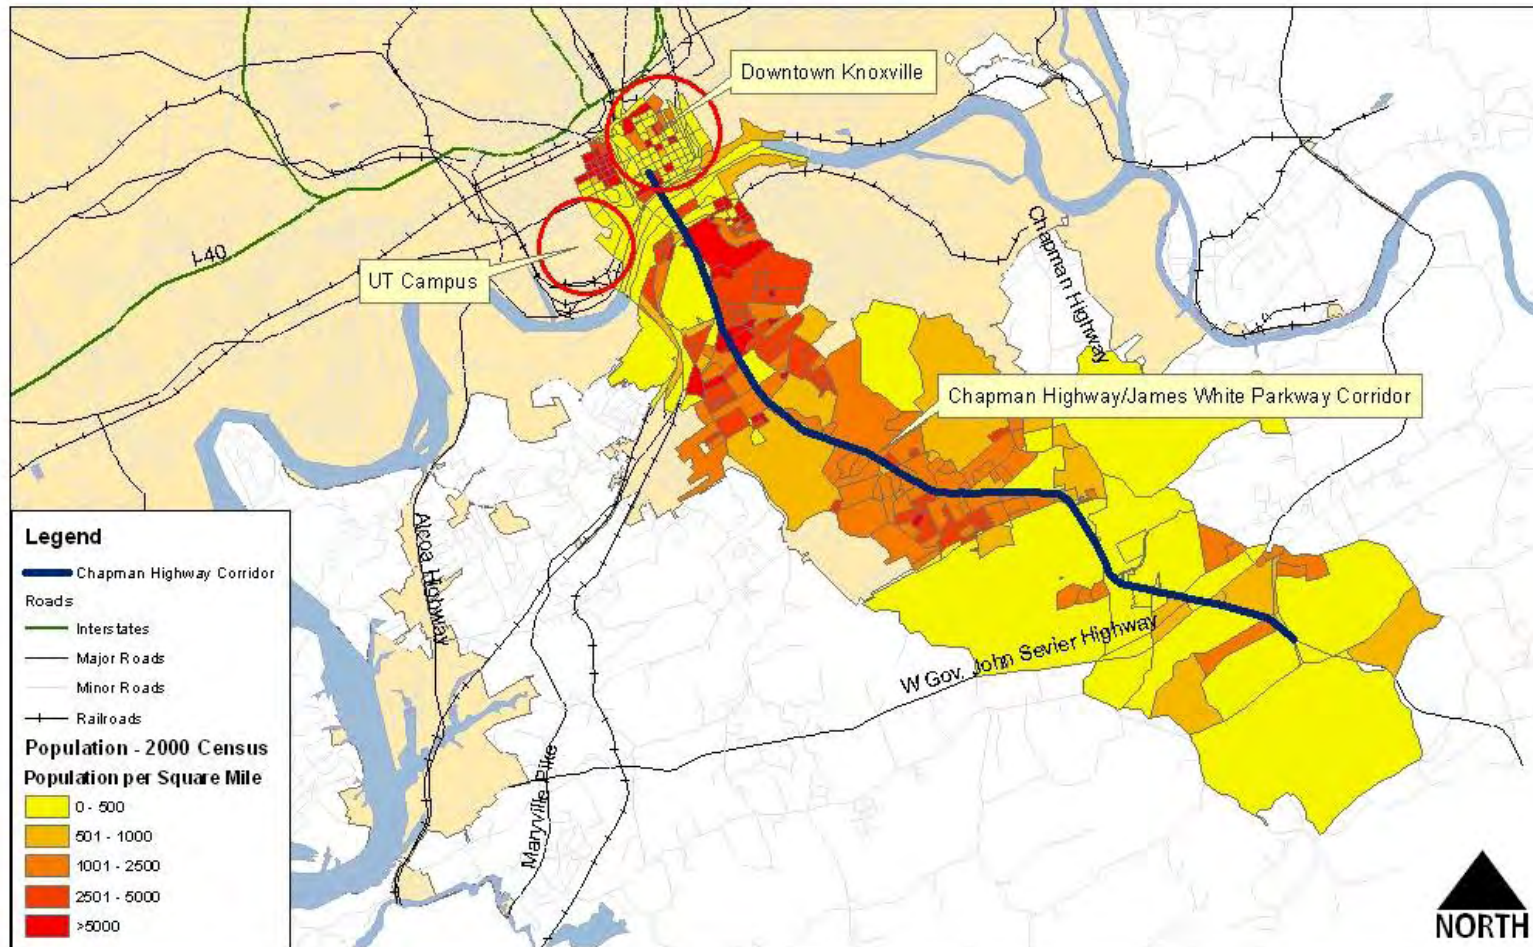 Downtown Knoxville
I-40
UT Campus
Chapman Highway
Chapman Highway/James White Parkway Corridor
Alcoa Highway
W Gov. John Sevier Highway
Maryville Pike
Legend
Chapman Highway Corridor
Roads
Interstates
Major Roads
Minor Roads
Railroads
Population - 2000 Census
Population per Square Mile
0 - 500
501 - 1000
1001 - 2500
2501 - 5000
>5000
NORTH